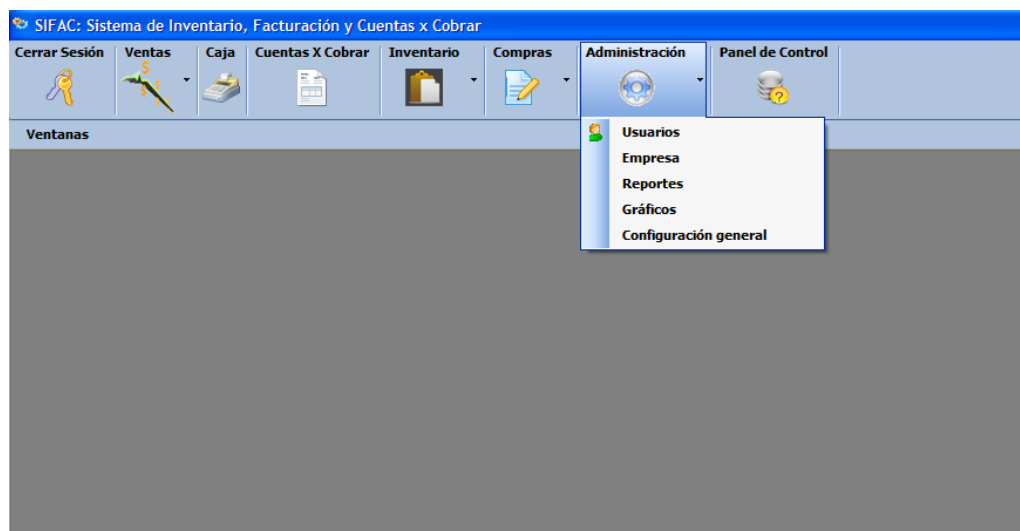 SIFAC: Sistema de Inventario, Facturación y Cuentas x Cobrar
Cerrar Sesión Ventas Caja Cuentas X Cobrar Inventario Compras Administración Panel de Control
Ventanas
Usuarios
Empresa
Reportes
Gráficos
Configuración general